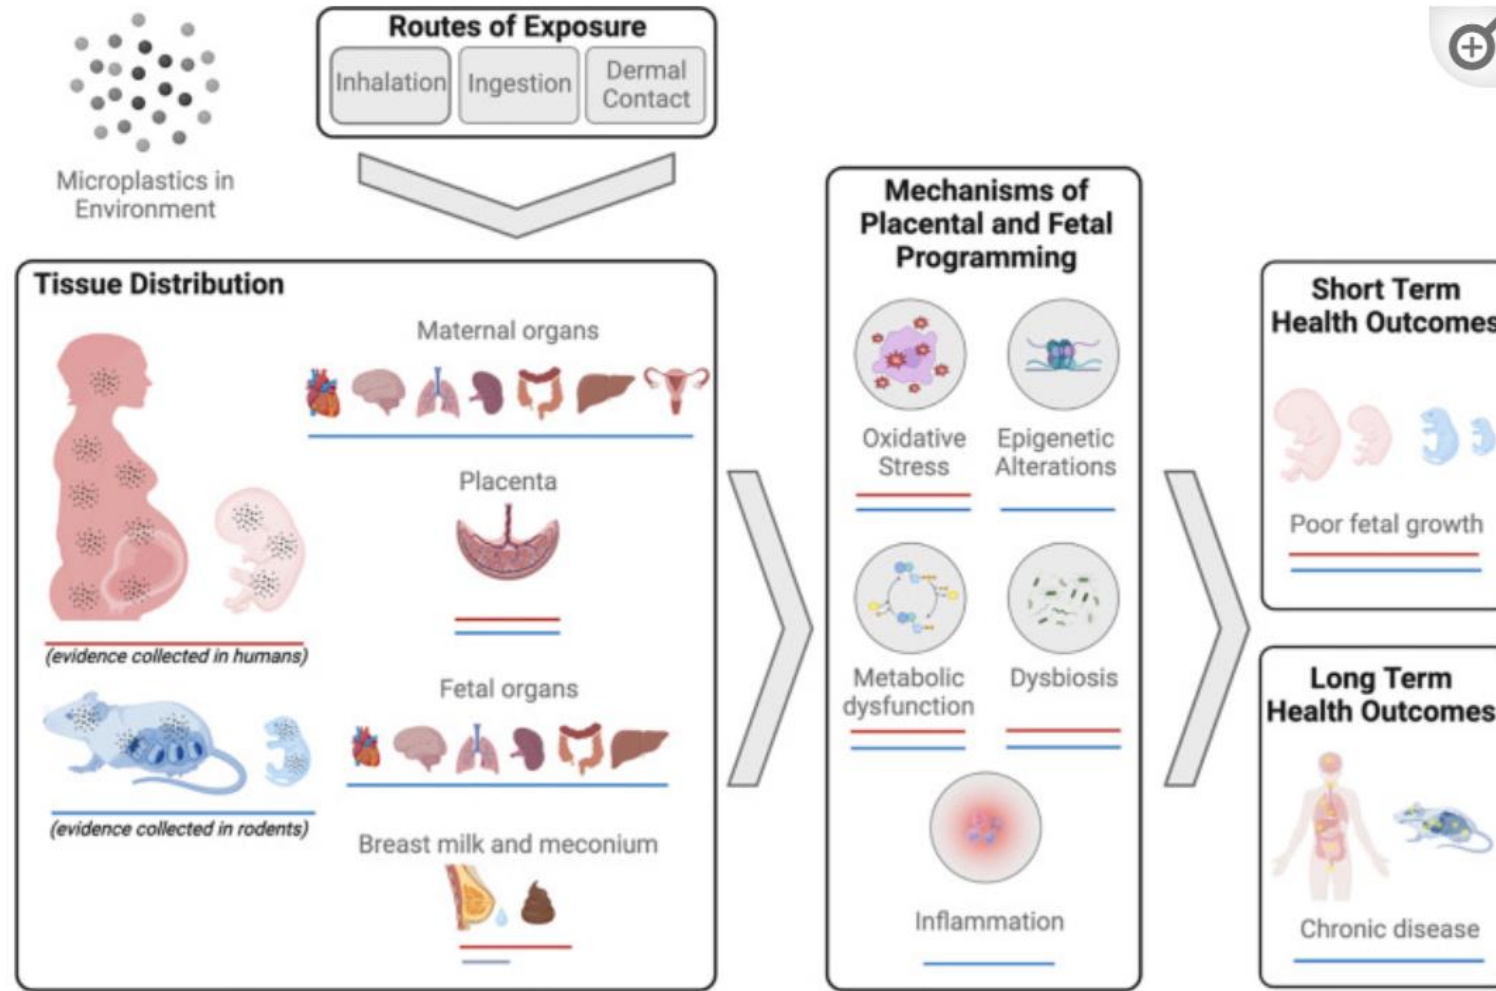 Routes of Exposure
Inhalation
Ingestion
Dermal
Contact
Microplastics in
Environment
Tissue Distribution
Maternal organs
Placenta
(evidence collected in humans)
Fetal organs
(evidence collected in rodents)
Breast milk and meconium
Mechanisms of
Placental and Fetal
Programming
Oxidative
Stress
Epigenetic
Alterations
Metabolic
dysfunction
Dysbiosis
Inflammation
Short Term
Health Outcomes
Poor fetal growth
Long Term
Health Outcomes
Chronic disease